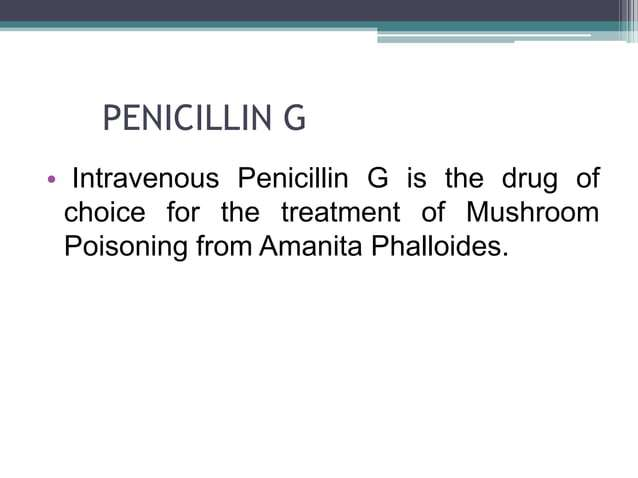 PENICILLIN G
• Intravenous Penicillin G is the drug of
choice for the treatment of Mushroom
Poisoning from Amanita Phalloides.